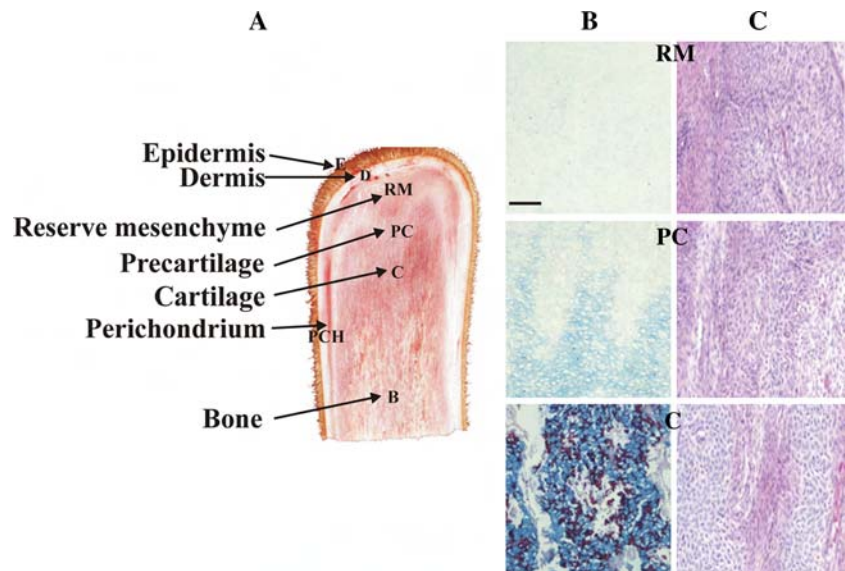 A
B
C
RM
Epidermis
E
Dermis
D
RM
Reserve mesenchyme
PC
Precartilage
PC
Cartilage
C
Perichondrium
PCH
Bone
B
C